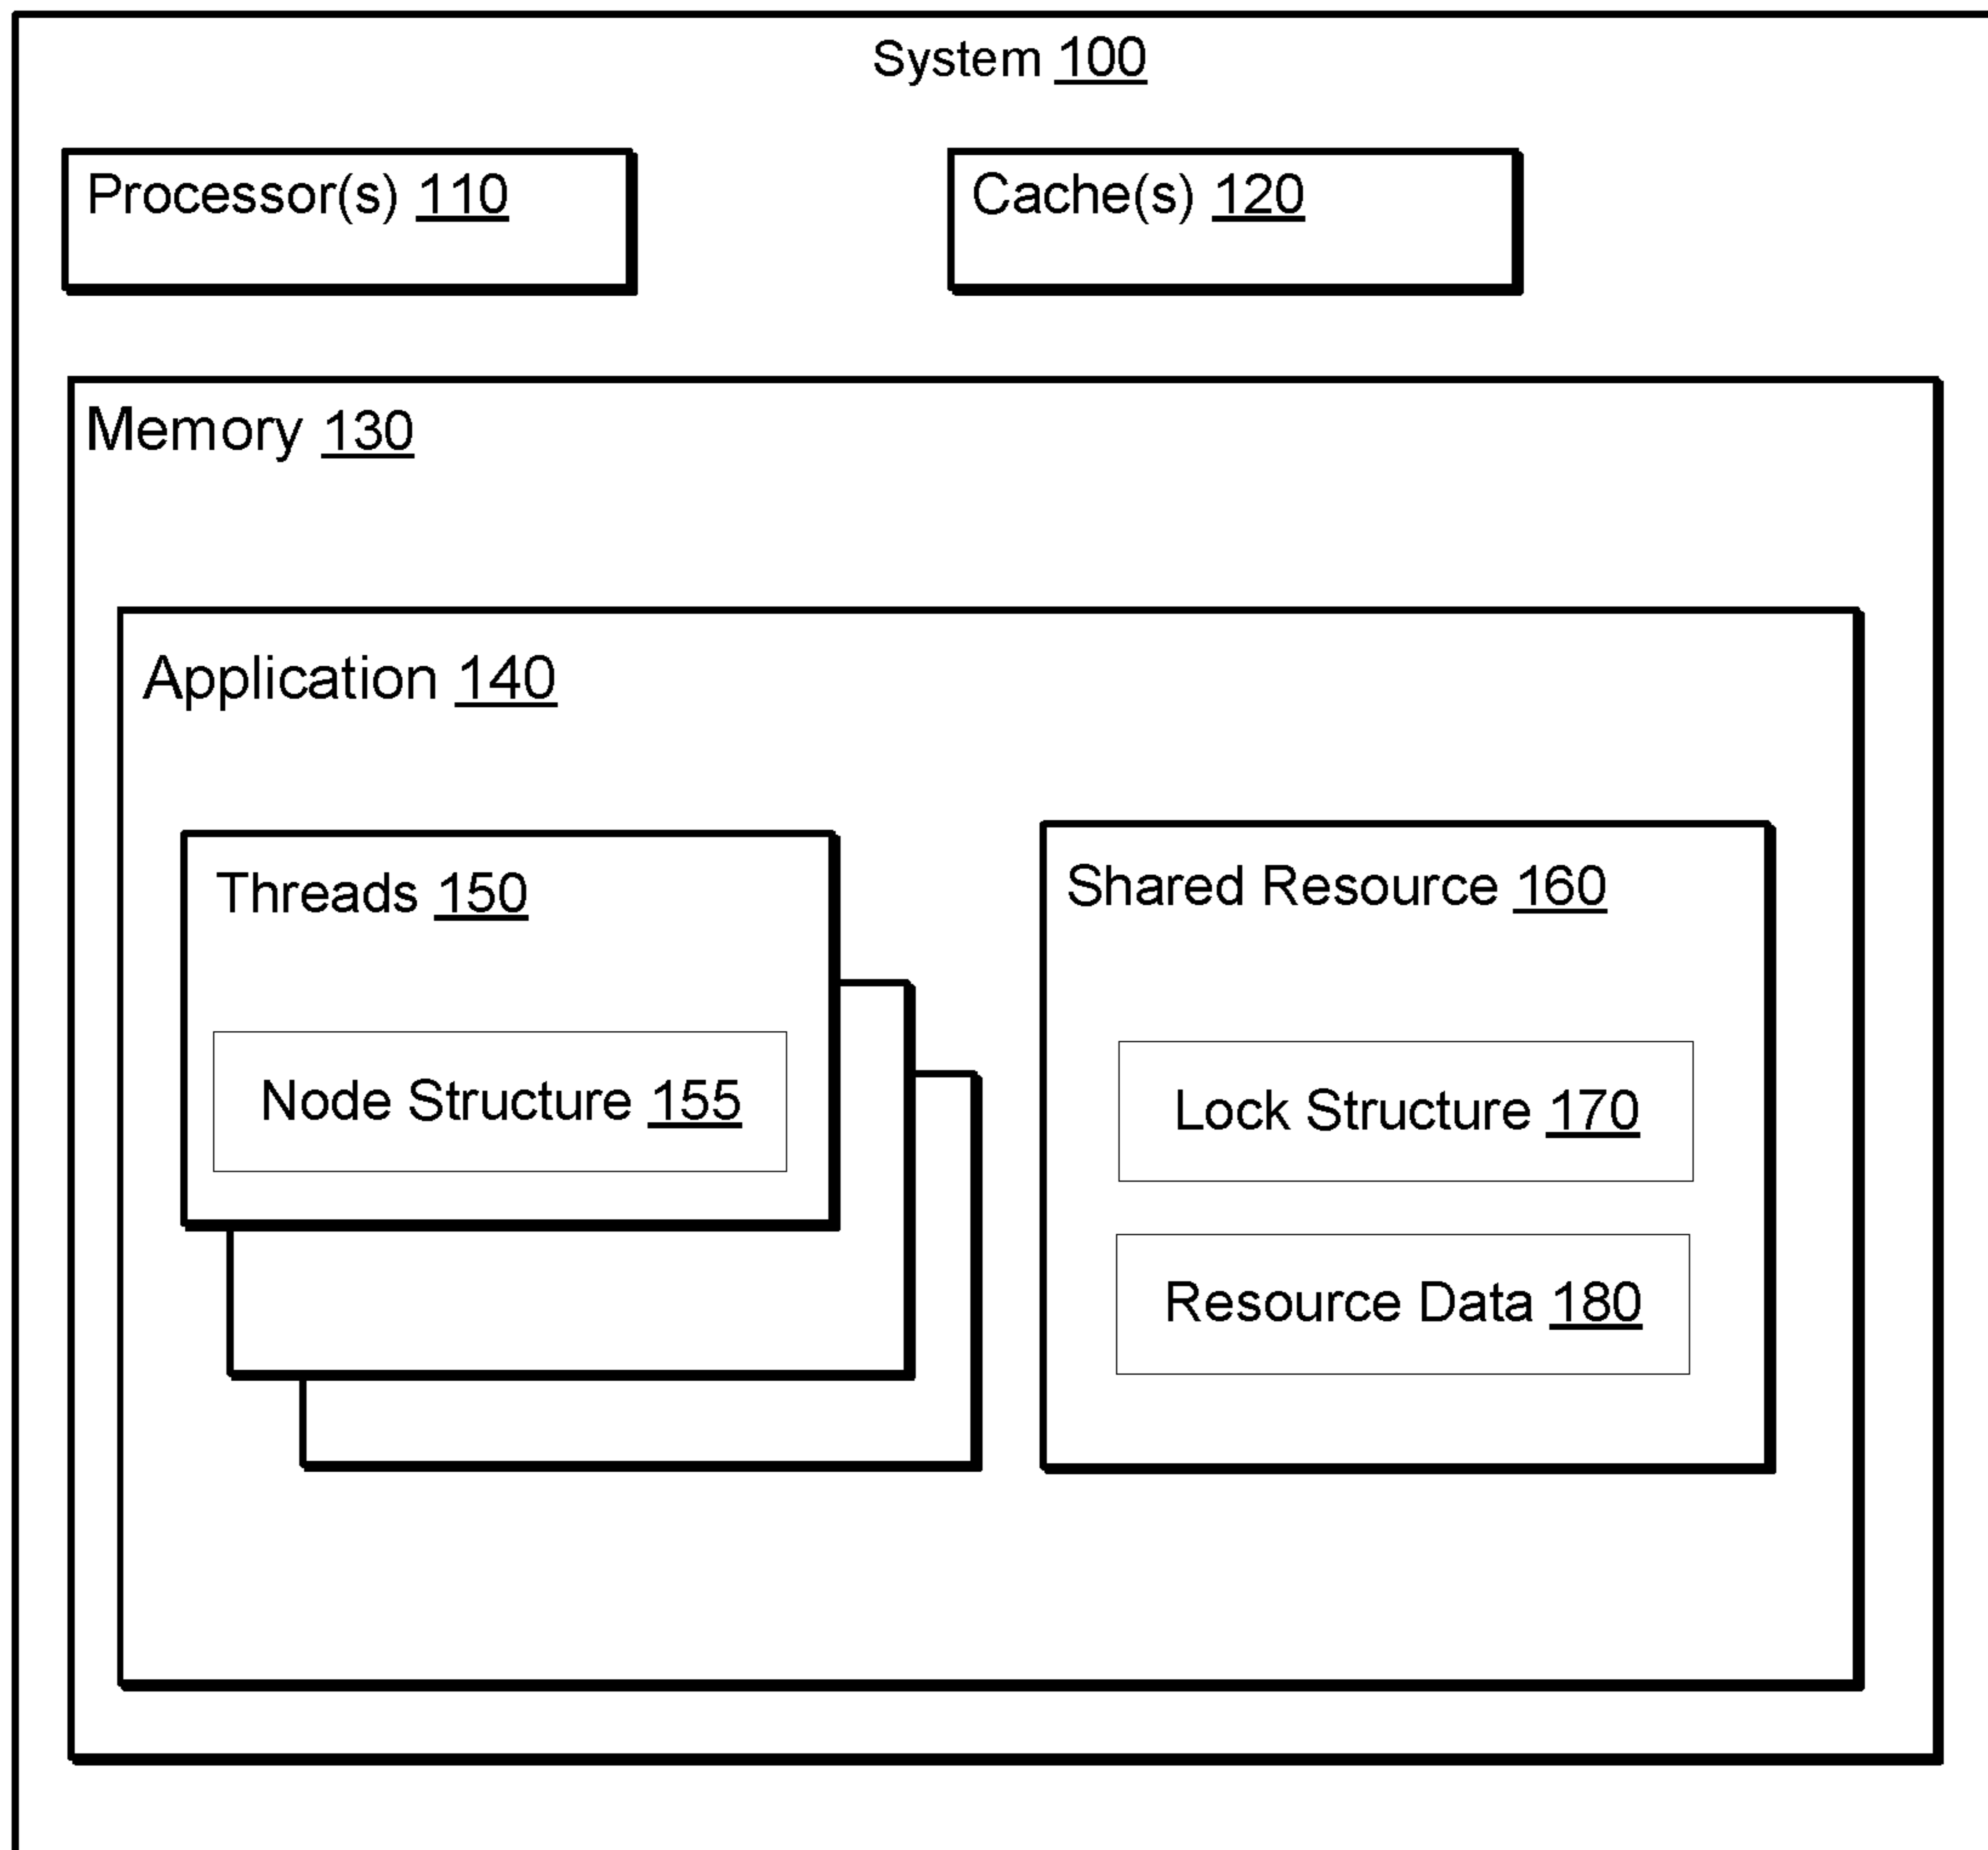 System 100
Processor(s) 110
Cache(s) 120
Memory 130
Application 140
Threads 150
Node Structure 155
Shared Resource 160
Lock Structure 170
Resource Data 180